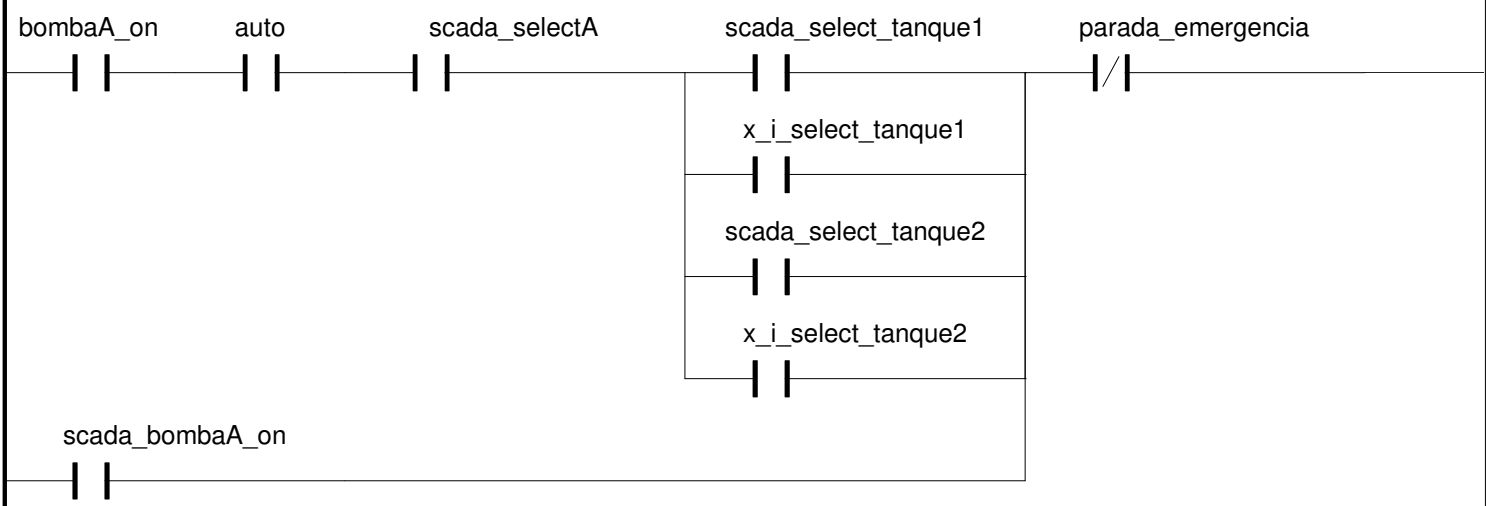 bombaA_on auto scada_selectA scada_select_tanque1 parada_emergencia
x_i_select_tanque1
scada_select_tanque2
x_i_select_tanque2
scada_bombaA_on